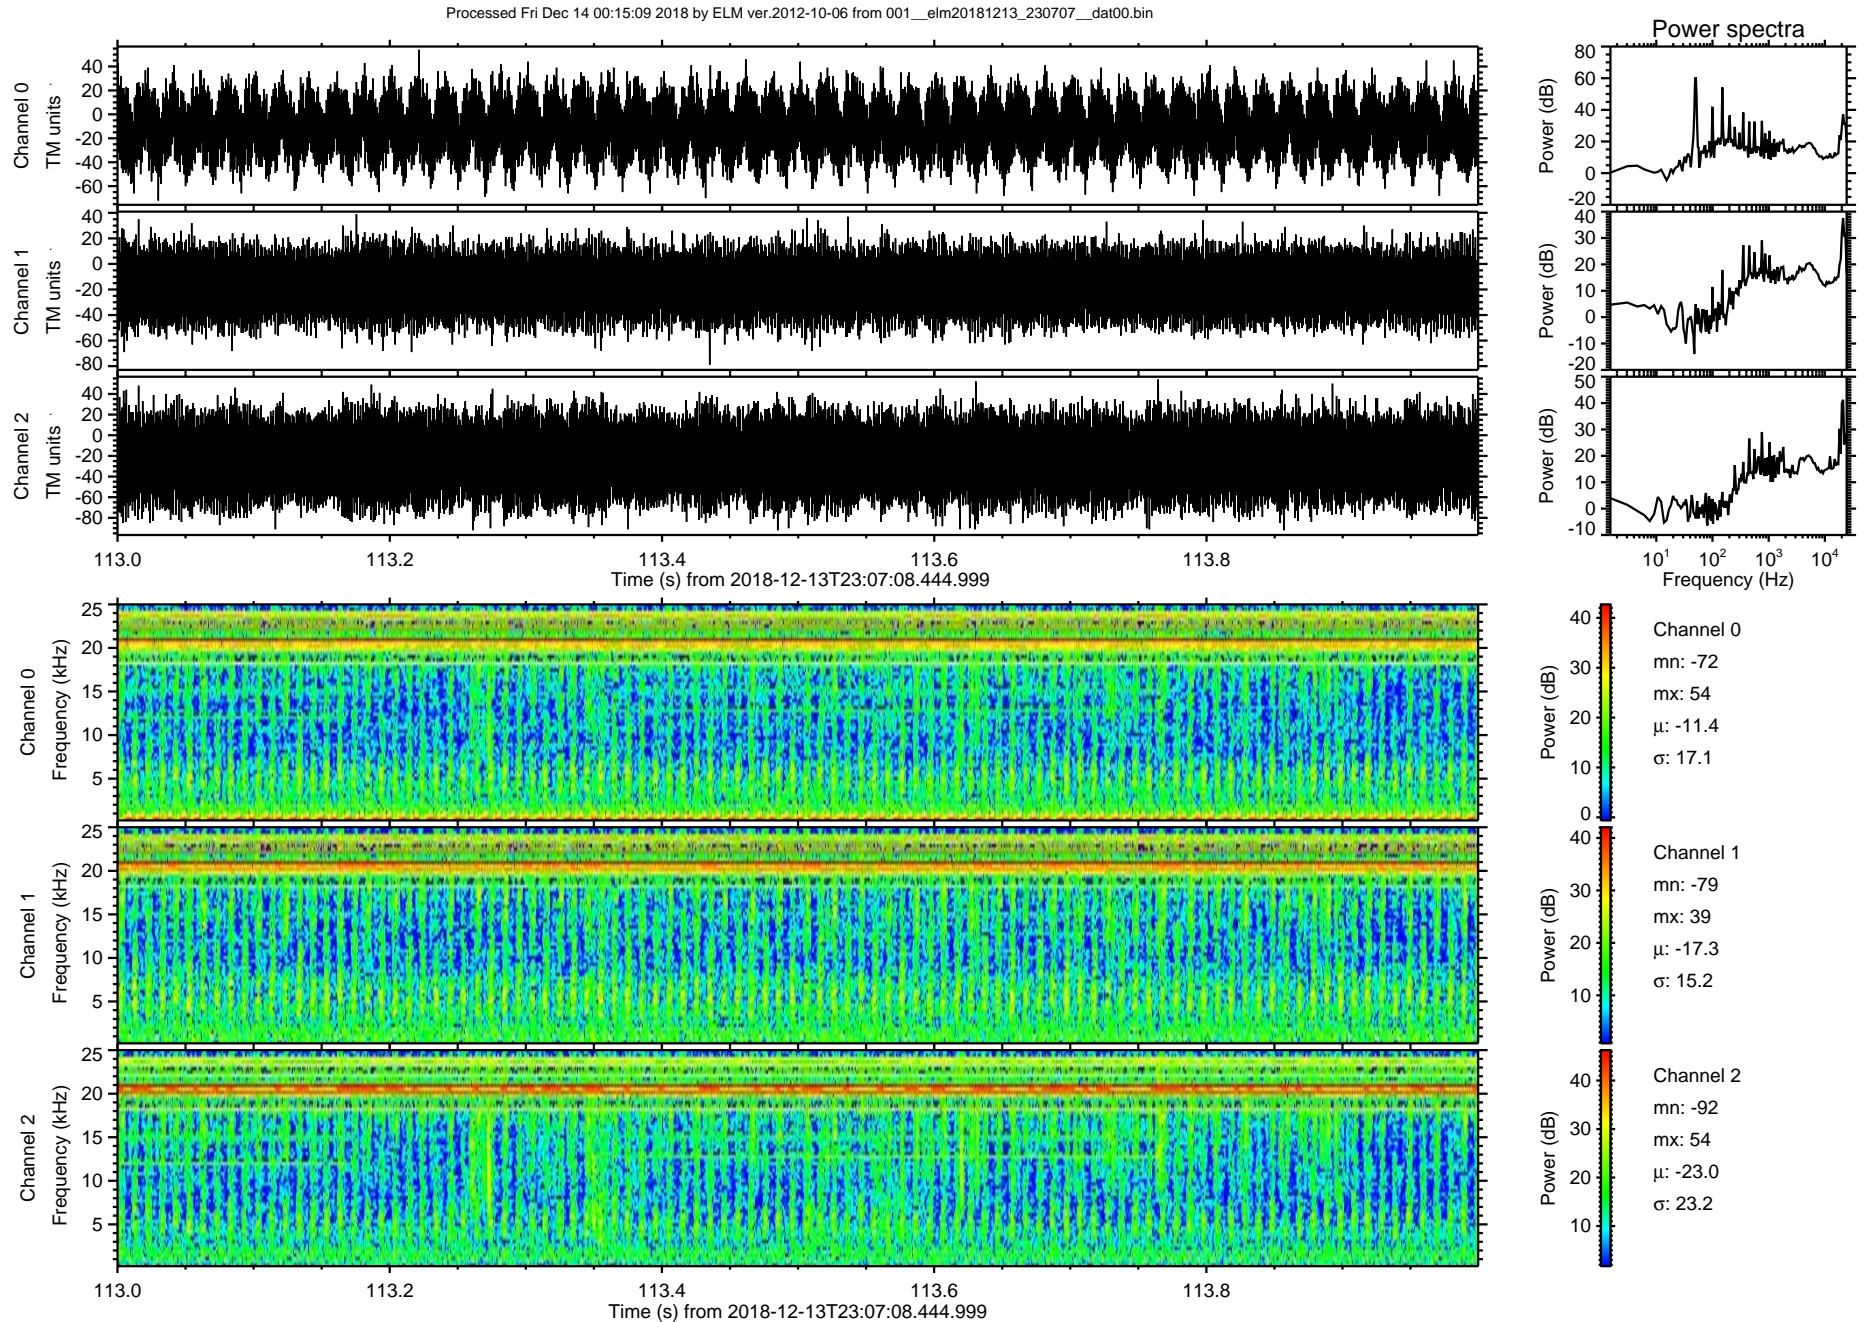 Processed Fri Dec 14 00:15:09 2018 by ELM ver.2012-10-06 from 001__elm20181213_230707__dat00.bin
Power spectra
Channel 0
TM units
40
20
0
-20
-40
-60
Power (dB)
80
60
40
20
0
-20
Channel 1
TM units
40
20
0
-20
-40
-60
-80
Power (dB)
40
30
20
10
0
-10
-20
Channel 2
TM units
40
20
0
-20
-40
-60
-80
Power (dB)
50
40
30
20
10
0
-10
113.0 113.2 113.4 113.6 113.8
Time (s) from 2018-12-13T23:07:08.444.999
10¹ 10² 10³ 10⁴
Frequency (Hz)
Channel 0
Frequency (kHz)
25
20
15
10
5
Power (dB)
40
30
20
10
0
Channel 0
mn: -72
mx: 54
μ: -11.4
σ: 17.1
Channel 1
Frequency (kHz)
25
20
15
10
5
Power (dB)
40
30
20
10
Channel 1
mn: -79
mx: 39
μ: -17.3
σ: 15.2
Channel 2
Frequency (kHz)
25
20
15
10
5
Power (dB)
40
30
20
10
Channel 2
mn: -92
mx: 54
μ: -23.0
σ: 23.2
113.0 113.2 113.4 113.6 113.8
Time (s) from 2018-12-13T23:07:08.444.999